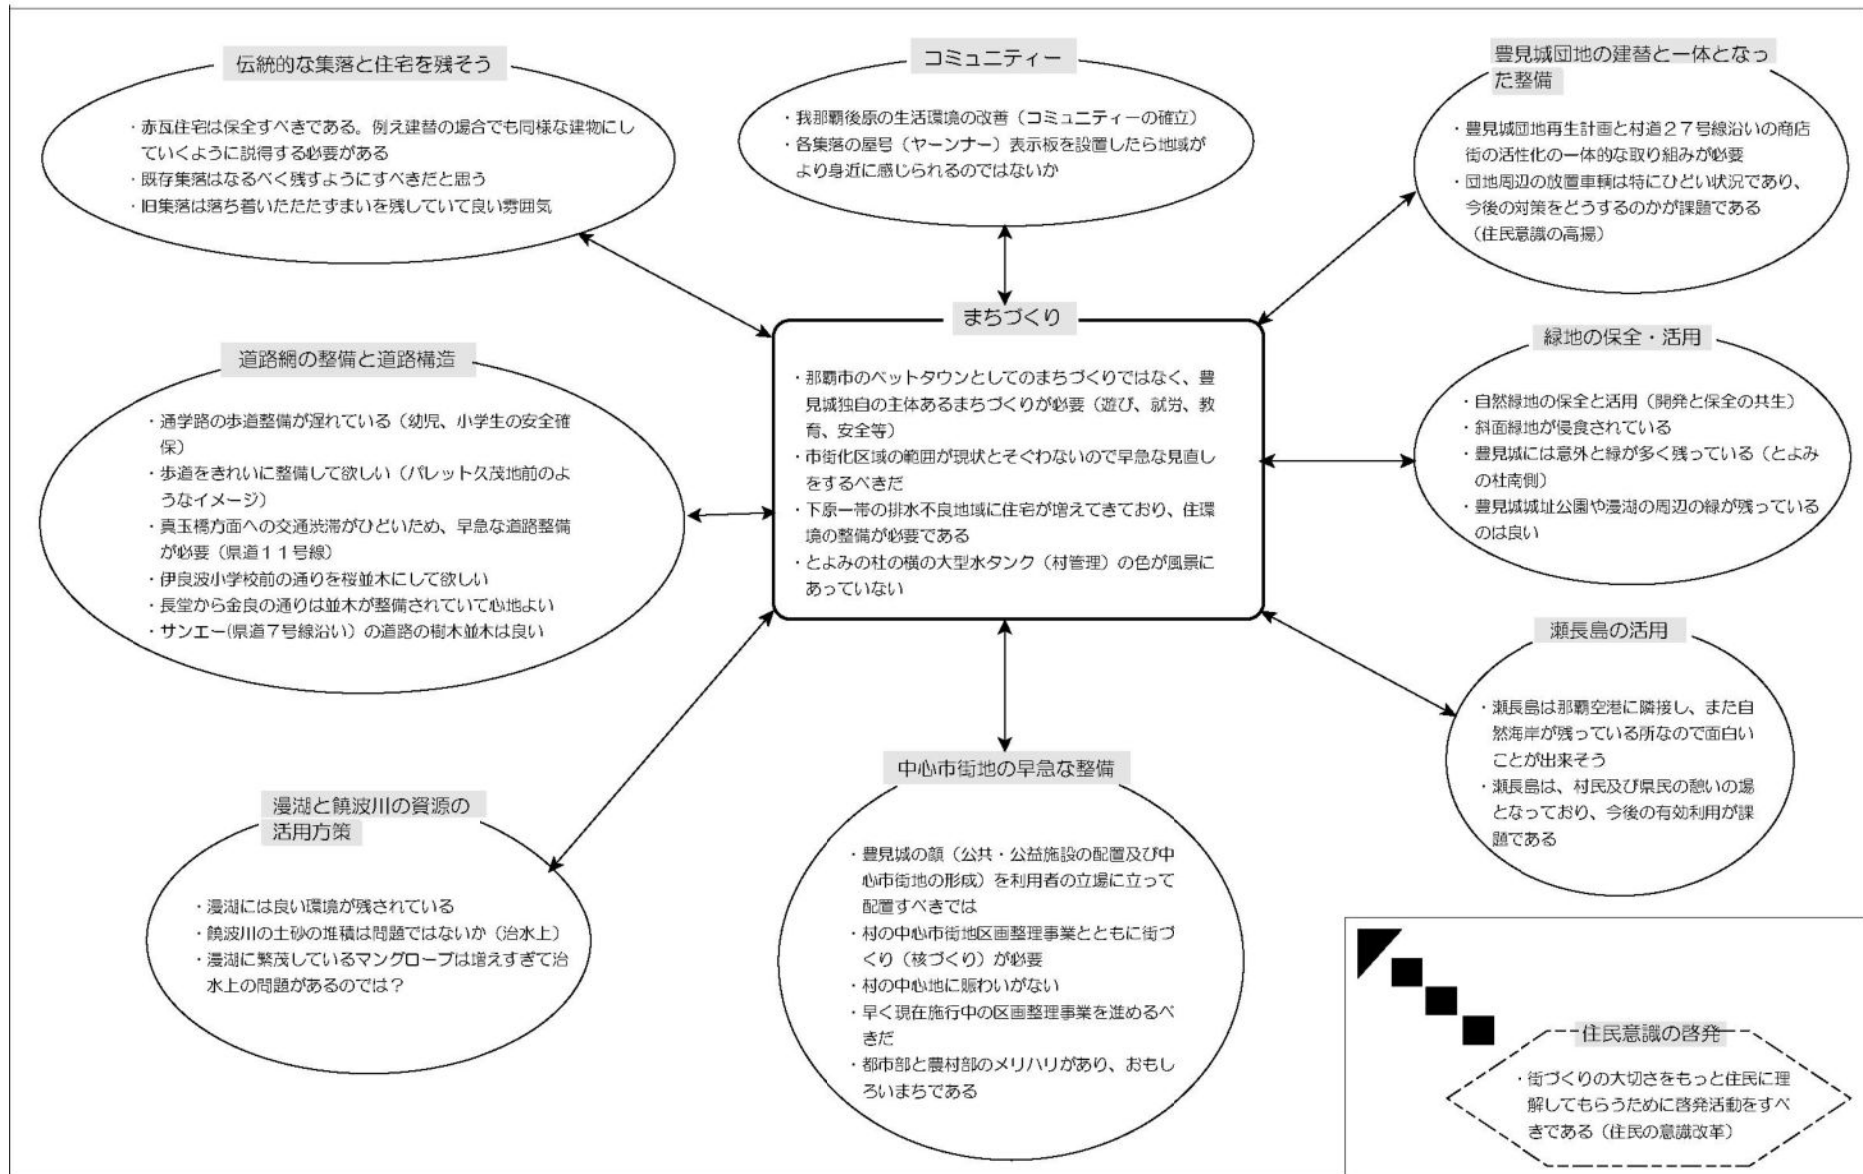 伝統的な集落と住宅を残そう
・赤瓦住宅は保全すべきである。例え建替の場合でも同様な建物にし
ていくように説得する必要がある
・既存集落はなるべく残すようにすべきだと思う
・旧集落は落ち着いたたたずまいを残していて良い雰囲気
コミュニティー
・我那覇後原の生活環境の改善（コミュニティーの確立）
・各集落の屋号（ヤーンナー）表示板を設置したら地域が
より身近に感じられるのではないか
豊見城団地の建替と一体となっ
た整備
・豊見城団地再生計画と村道２７号線沿いの商店
街の活性化の一体的な取り組みが必要
・団地周辺の放置車輌は特にひどい状況であり、
今後の対策をどうするのかが課題である
（住民意識の高揚）
まちづくり
・那覇市のベットタウンとしてのまちづくりではなく、豊
見城独自の主体あるまちづくりが必要（遊び、就労、教
育、安全等）
・市街化区域の範囲が現状とそぐわないので早急な見直し
をするべきだ
・下原一帯の排水不良地域に住宅が増えてきており、住環
境の整備が必要である
・とよみの杜の横の大型水タンク（村管理）の色が風景に
あっていない
道路網の整備と道路構造
・通学路の歩道整備が遅れている（幼児、小学生の安全確
保）
・歩道をきれいに整備して欲しい（パレット久茂地前のよ
うなイメージ）
・真玉橋方面への交通渋滞がひどいため、早急な道路整備
が必要（県道１１号線）
・伊良波小学校前の通りを桜並木にして欲しい
・長堂から金良の通りは並木が整備されていて心地よい
・サンエー(県道７号線沿い）の道路の樹木並木は良い
緑地の保全・活用
・自然緑地の保全と活用（開発と保全の共生）
・斜面緑地が侵食されている
・豊見城には意外と緑が多く残っている（とよみ
の杜南側）
・豊見城城址公園や漫湖の周辺の緑が残っている
のは良い
瀬長島の活用
・瀬長島は那覇空港に隣接し、また自
然海岸が残っている所なので面白い
ことが出来そう
・瀬長島は、村民及び県民の憩いの場
となっており、今後の有効利用が課
題である
漫湖と饒波川の資源の
活用方策
・漫湖には良い環境が残されている
・饒波川の土砂の堆積は問題ではないか（治水上）
・漫湖に繁茂しているマングローブは増えすぎて治
水上の問題があるのでは？
中心市街地の早急な整備
・豊見城の顔（公共・公益施設の配置及び中
心市街地の形成）を利用者の立場に立って
配置すべきでは
・村の中心市街地区画整理事業とともに街づ
くり（核づくり）が必要
・村の中心地に賑わいがない
・早く現在施行中の区画整理事業を進めるべ
きだ
・都市部と農村部のメリハリがあり、おもし
ろいまちである
住民意識の啓発
・街づくりの大切さをもっと住民に理
解してもらうために啓発活動をすべ
きである（住民の意識改革）